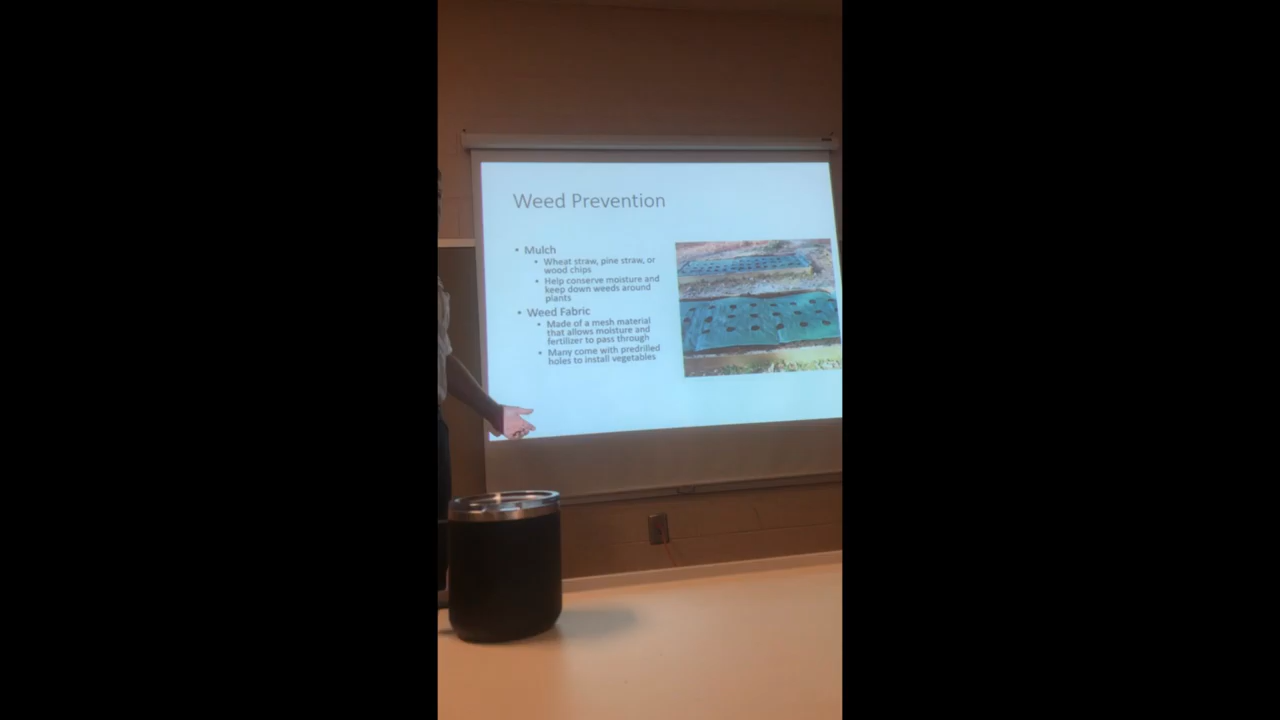 Weed Prevention
• Mulch
• Wheat straw, pine straw, or
wood chips
• Help conserve moisture and
keep down weeds around
plants
• Weed Fabric
• Made of a mesh material
that allows moisture and
fertilizer to pass through
• Many come with predrilled
holes to install vegetables